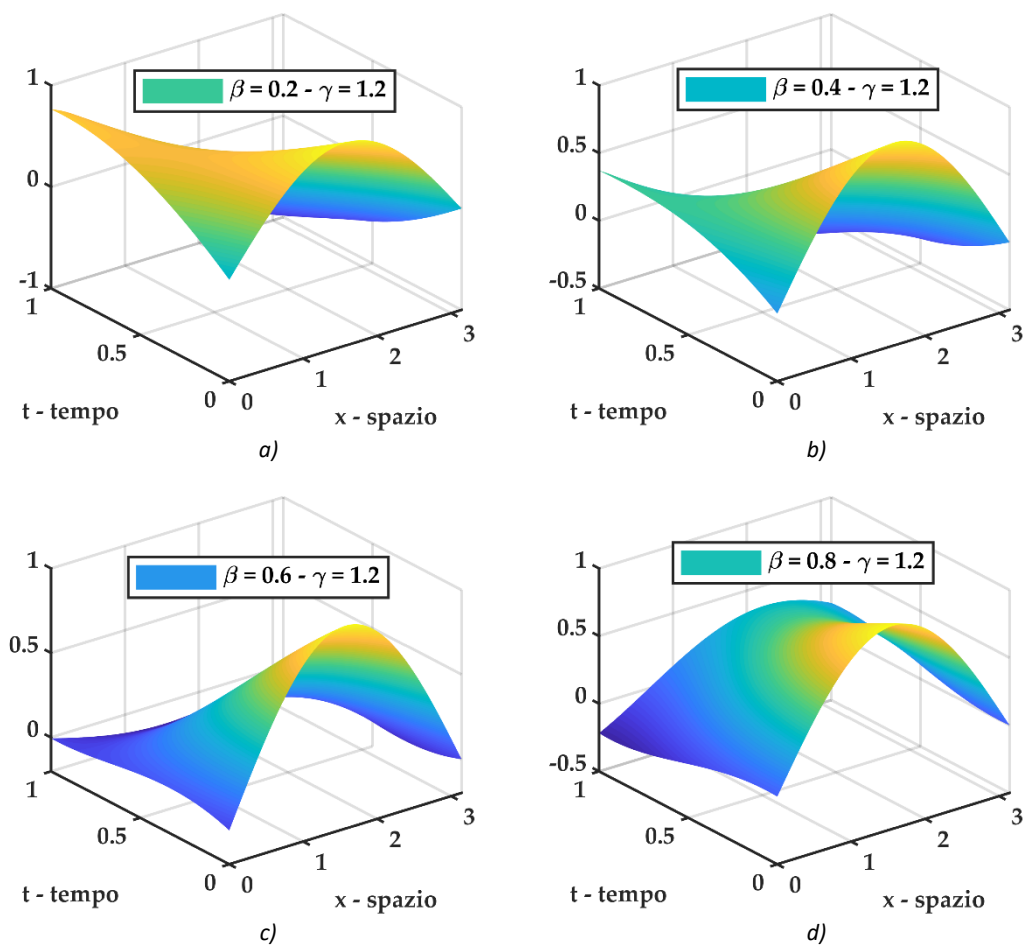 1
β = 0.2 - γ = 1.2
0
-1
1
0.5
0
0
1
2
3
t - tempo
x - spazio
a)
1
β = 0.4 - γ = 1.2
0.5
0
-0.5
1
0.5
0
0
1
2
3
t - tempo
x - spazio
b)
1
β = 0.6 - γ = 1.2
0.5
0
1
0.5
0
0
1
2
3
t - tempo
x - spazio
c)
1
β = 0.8 - γ = 1.2
0.5
0
-0.5
1
0.5
0
0
1
2
3
t - tempo
x - spazio
d)